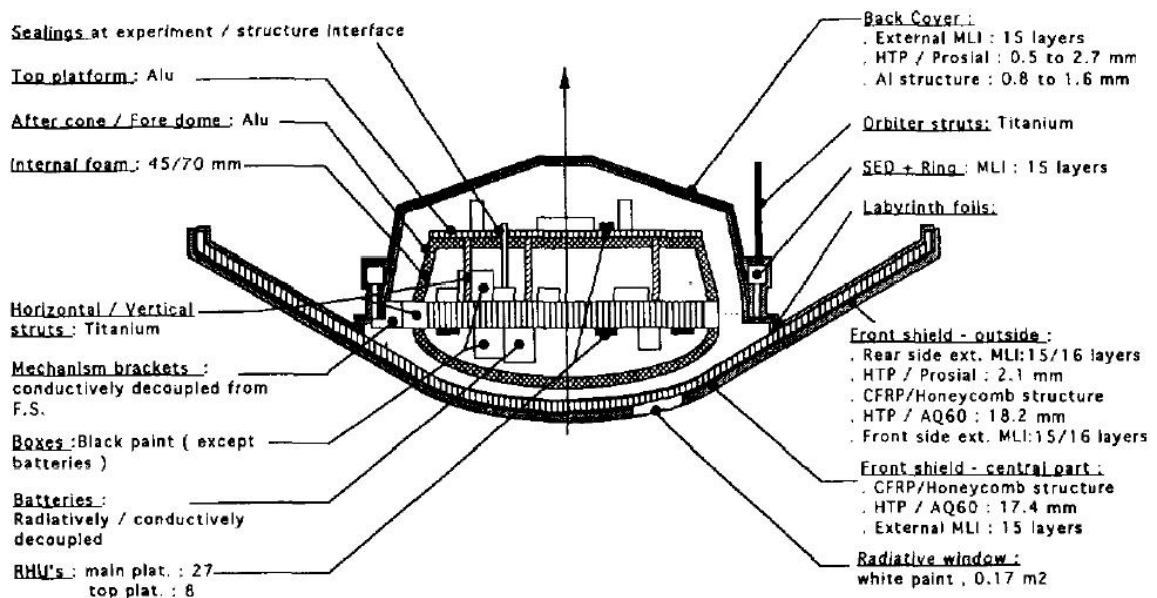 Sealings at experiment / structure interface
Top platform : Alu
After cone / Fore dome : Alu
Internal foam : 45/70 mm
Horizontal / Vertical
struts : Titanium
Mechanism brackets :
conductively decoupled from
F.S.
Boxes :Black paint ( except
batteries )
Batteries:
Radiatively / conductively
decoupled
RHU's : main plat. : 27
top plat. : 8
Back Cover :
. External MLI : 15 layers
. HTP / Prosial : 0.5 to 2.7 mm
. Al structure : 0.8 to 1.6 mm
Orbiter struts: Titanium
SED + Ring : MLI : 15 layers
Labyrinth foils:
Front shield - outside :
. Rear side ext. MLI:15/16 layers
. HTP / Prosial : 2.1 mm
. CFRP/Honeycomb structure
. HTP / AQ60 : 18.2 mm
. Front side ext. MLI:15/16 layers
Front shield - central part :
. CFRP/Honeycomb structure
. HTP / AQ60 : 17.4 mm
. External MLI : 15 layers
Radiative window :
white paint , 0.17 m2